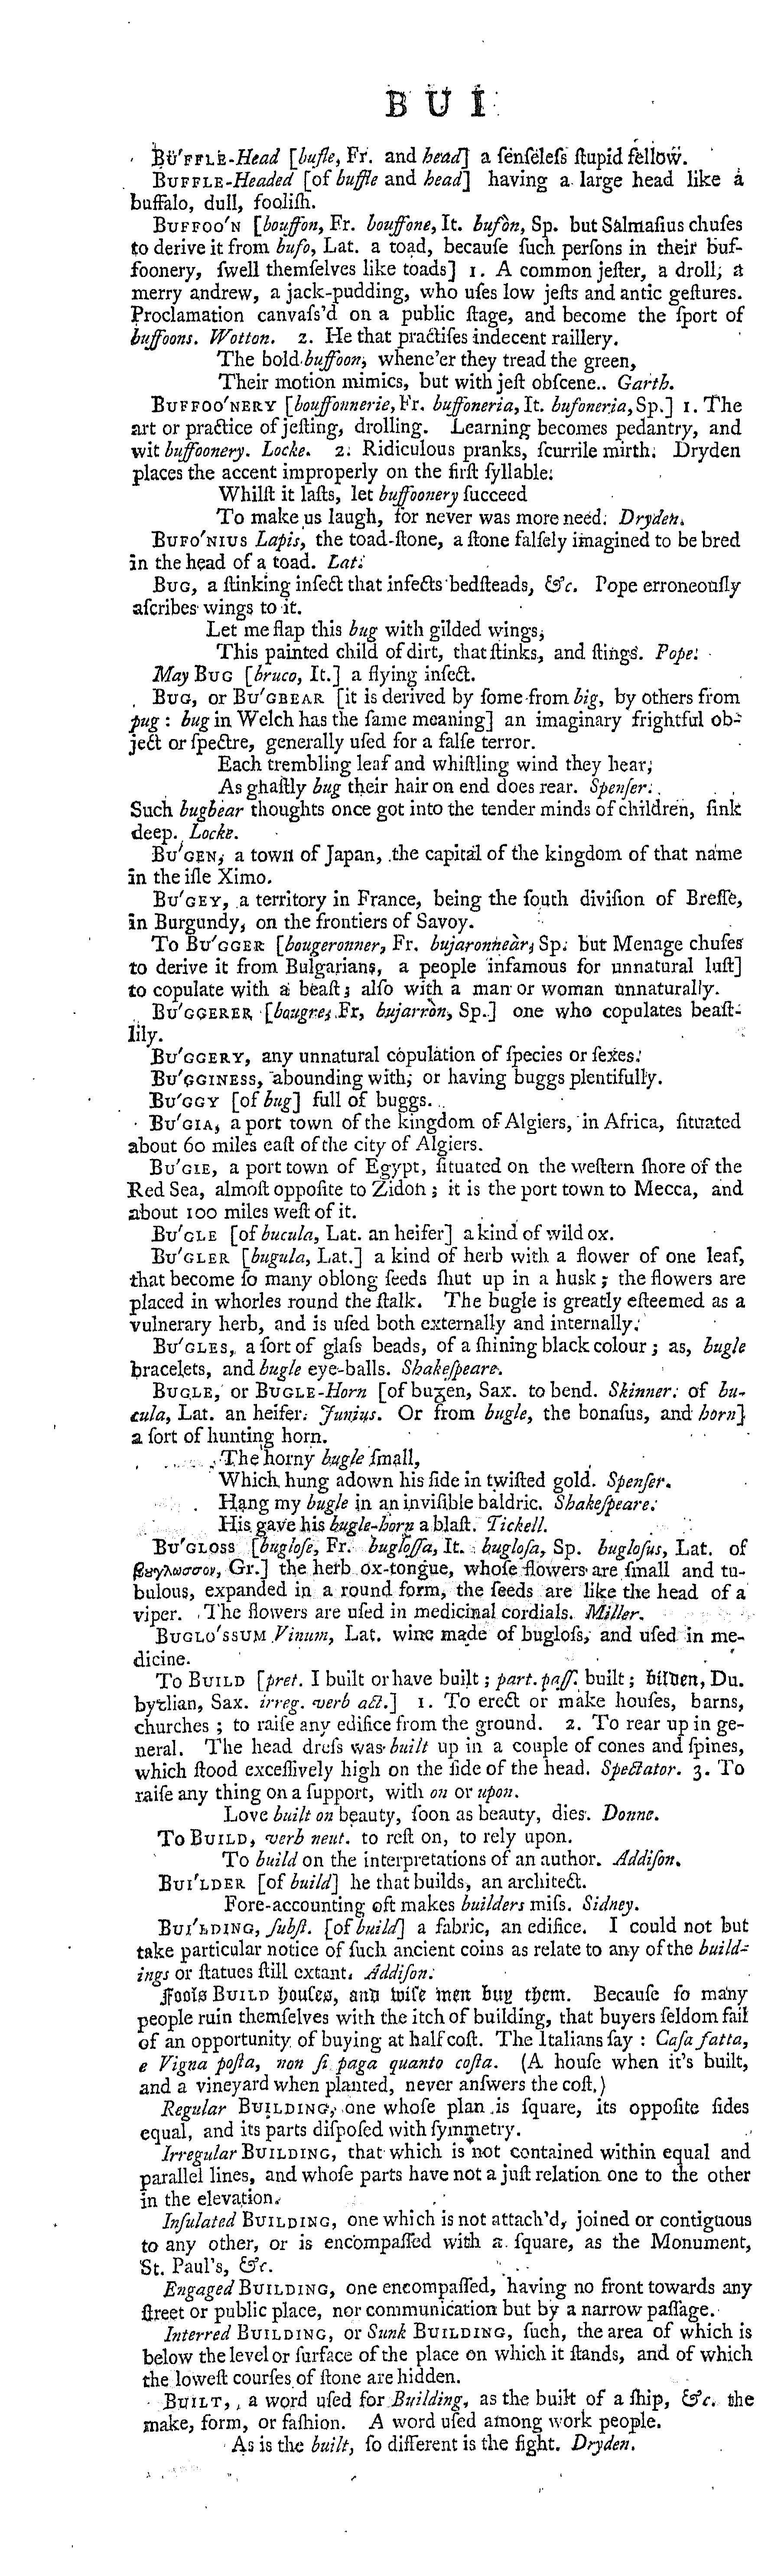 B U I
BU'FFLE-Head [bufle, Fr. and head] a ſenſeleſs ſtupid fellow.
BUFFLE-Headed [of buffle and head] having a large head like a
buffalo, dull, fooliſh.
BUFFOO'N [bouffon, Fr. bouffone, It. bufòn, Sp. but Salmaſius chuſes
to derive it from bufo, Lat. a toad, becauſe ſuch perſons in their buf-
foonery, ſwell themſelves like toads] 1. A common jeſter, a droll, a
merry andrew, a jack-pudding, who uſes low jeſts and antic geſtures.
Proclamation canvaſs'd on a public ſtage, and become the ſport of
buffoons. Wotton. 2. He that practiſes indecent raillery.
The bold buffoon, whene'er they tread the green,
Their motion mimics, but with jeſt obſcene.. Garth.
BUFFOO'NERY [bouffonnerie, Fr. buffoneria, It. bufoneria, Sp.] 1. The
art or practice of jeſting, drolling. Learning becomes pedantry, and
wit buffoonery. Locke. 2. Ridiculous pranks, ſcurrile mirth. Dryden
places the accent improperly on the firſt ſyllable.
Whilſt it laſts, let buffoonery ſucceed
To make us laugh, for never was more need. Dryden.
BUFO'NIUS Lapis, the toad-ſtone, a ſtone falſely imagined to be bred
in the head of a toad. Lat.
BUG, a ſtinking inſect that infects bedſteads, &c. Pope erroneouſly
aſcribes wings to it.
Let me flap this bug with gilded wings,
This painted child of dirt, that ſtinks, and ſtings. Pope.
May BUG [bruco, It.] a flying inſect.
BUG, or BU'GBEAR [it is derived by ſome from big, by others from
pug : bug in Welch has the ſame meaning] an imaginary frightful ob-
ject or ſpectre, generally uſed for a falſe terror.
Each trembling leaf and whiſtling wind they hear,
As ghaſtly bug their hair on end does rear. Spenſer.
Such bugbear thoughts once got into the tender minds of children, ſink
deep. Locke.
BU'GEN, a town of Japan, the capital of the kingdom of that name
in the iſle Ximo.
BU'GEY, a territory in France, being the ſouth diviſion of Breſſe,
in Burgundy, on the frontiers of Savoy.
To BU'GGER [bougeronner, Fr. bujaronneàr, Sp. but Menage chuſes
to derive it from Bulgarians, a people infamous for unnatural luſt]
to copulate with a beaſt; alſo with a man or woman unnaturally.
BU'GGERER [bougre, Fr, bujarròn, Sp.] one who copulates beaſt-
lily.
BU'GGERY, any unnatural copulation of ſpecies or ſexes.
BU'GGINESS, abounding with, or having buggs plentifully.
BU'GGY [of bug] full of buggs.
BU'GIA, a port town of the kingdom of Algiers, in Africa, ſituated
about 60 miles eaſt of the city of Algiers.
BU'GIE, a port town of Egypt, ſituated on the weſtern ſhore of the
Red Sea, almoſt oppoſite to Zidon ; it is the port town to Mecca, and
about 100 miles weſt of it.
BU'GLE [of bucula, Lat. an heifer] a kind of wild ox.
BU'GLER [bugula, Lat.] a kind of herb with a flower of one leaf,
that become ſo many oblong ſeeds ſhut up in a husk ; the flowers are
placed in whorles round the ſtalk. The bugle is greatly eſteemed as a
vulnerary herb, and is uſed both externally and internally.
BU'GLES, a ſort of glaſs beads, of a ſhining black colour ; as, bugle
bracelets, and bugle eye-balls. Shakeſpeare.
BUGLE, or BUGLE-Horn [of buᵹen, Sax. to bend. Skinner. of bu-
cula, Lat. an heifer. Junius. Or from bugle, the bonaſus, and horn]
a ſort of hunting horn.
The horny bugle ſmall,
Which hung adown his ſide in twiſted gold. Spenſer.
Hang my bugle in an inviſible baldric. Shakeſpeare.
His gave his bugle-horn a blaſt. Tickell.
BU'GLOSS [bugloſe, Fr. bugloſſa, It. bugloſa, Sp. bugloſus, Lat. of
βουγλωσσον, Gr.] the herb ox-tongue, whoſe flowers are ſmall and tu-
bulous, expanded in a round form, the ſeeds are like the head of a
viper. The flowers are uſed in medicinal cordials. Miller.
BUGLO'SSUM Vinum, Lat. wine made of bugloſs, and uſed in me-
dicine.
To BUILD [pret. I built or have built ; part. paſſ. built ; bilden, Du.
bytlian, Sax. irreg. verb act.] 1. To erect or make houſes, barns,
churches ; to raiſe any edifice from the ground. 2. To rear up in ge-
neral. The head dreſs was built up in a couple of cones and ſpines,
which ſtood exceſſively high on the ſide of the head. Spectator. 3. To
raiſe any thing on a ſupport, with on or upon.
Love built on beauty, ſoon as beauty, dies. Donne.
To BUILD, verb neut. to reſt on, to rely upon.
To build on the interpretations of an author. Addiſon.
BUI'LDER [of build] he that builds, an architect.
Fore-accounting oft makes builders miſs. Sidney.
BUI'LDING, ſubſt. [of build] a fabric, an edifice. I could not but
take particular notice of ſuch ancient coins as relate to any of the build-
ings or ſtatues ſtill extant. Addiſon.
Fools BUILD houſes, and wiſe men buy them. Becauſe ſo many
people ruin themſelves with the itch of building, that buyers ſeldom fail
of an opportunity of buying at half coſt. The Italians ſay : Caſa fatta,
e Vigna poſta, non ſi paga quanto coſta. (A houſe when it's built,
and a vineyard when planted, never anſwers the coſt.)
Regular BUILDING, one whoſe plan is ſquare, its oppoſite ſides
equal, and its parts diſpoſed with ſymmetry.
Irregular BUILDING, that which is not contained within equal and
parallel lines, and whoſe parts have not a juſt relation one to the other
in the elevation.
Inſulated BUILDING, one which is not attach'd, joined or contiguous
to any other, or is encompaſſed with a ſquare, as the Monument,
St. Paul's, &c.
Engaged BUILDING, one encompaſſed, having no front towards any
ſtreet or public place, nor communication but by a narrow paſſage.
Interred BUILDING, or Sunk BUILDING, ſuch, the area of which is
below the level or ſurface of the place on which it ſtands, and of which
the loweſt courſes of ſtone are hidden.
BUILT, a word uſed for Building, as the built of a ſhip, &c. the
make, form, or faſhion. A word uſed among work people.
As is the built, ſo different is the fight. Dryden.